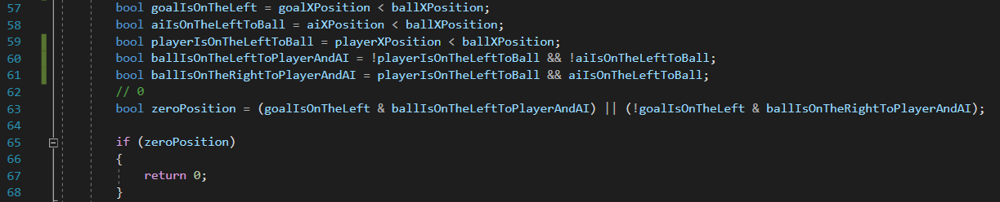 57 bool goalIsOnTheLeft = goalXPosition < ballXPosition;
58 bool aiIsOnTheLeftToBall = aiXPosition < ballXPosition;
59 bool playerIsOnTheLeftToBall = playerXPosition < ballXPosition;
60 bool ballIsOnTheLeftToPlayerAndAI = !playerIsOnTheLeftToBall && !aiIsOnTheLeftToBall;
61 bool ballIsOnTheRightToPlayerAndAI = playerIsOnTheLeftToBall && aiIsOnTheLeftToBall;
62 // 0
63 bool zeroPosition = (goalIsOnTheLeft & ballIsOnTheLeftToPlayerAndAI) || (!goalIsOnTheLeft & ballIsOnTheRightToPlayerAndAI);
64
65 if (zeroPosition)
66 {
67 return 0;
68 }